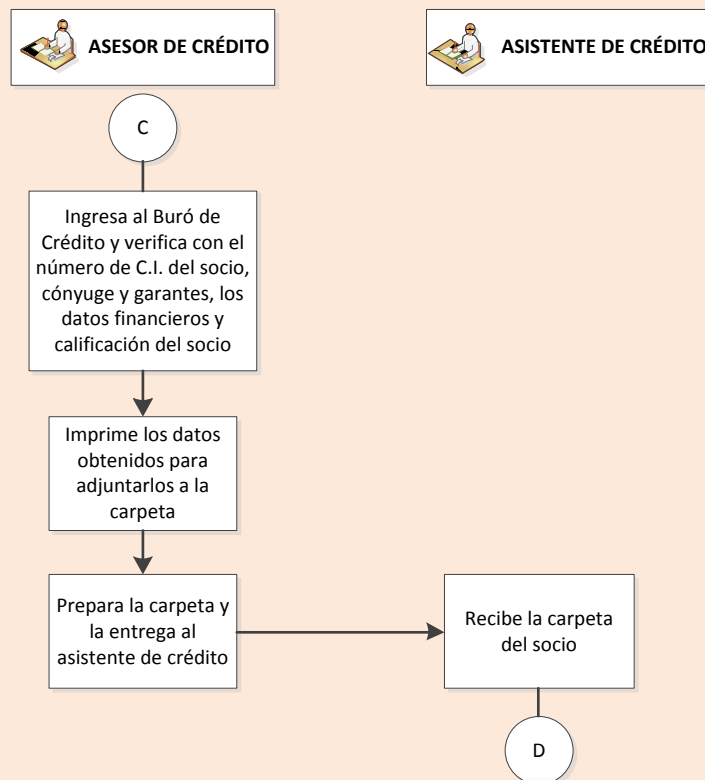 ASESOR DE CRÉDITO
ASISTENTE DE CRÉDITO
C
Ingresa al Buró de
Crédito y verifica con el
número de C.I. del socio,
cónyuge y garantes, los
datos financieros y
calificación del socio
Imprime los datos
obtenidos para
adjuntarlos a la
carpeta
Prepara la carpeta y
la entrega al
asistente de crédito
Recibe la carpeta
del socio
D